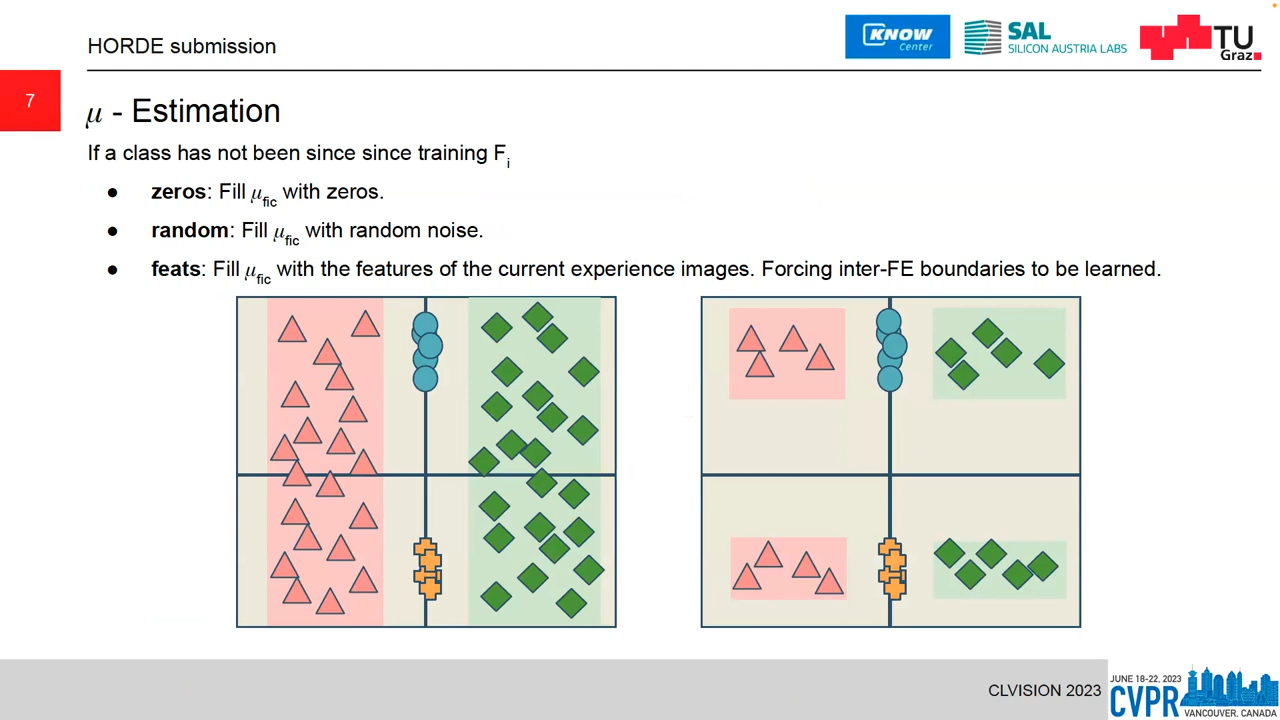 HORDE submission
KNOW
Center
SAL
SILICON AUSTRIA LABS
TU
Graz
7
μ - Estimation
If a class has not been since since training Fi
● zeros: Fill μfic with zeros.
● random: Fill μfic with random noise.
● feats: Fill μfic with the features of the current experience images. Forcing inter-FE boundaries to be learned.
CLVISION 2023
JUNE 18-22, 2023
CVPR
VANCOUVER, CANADA